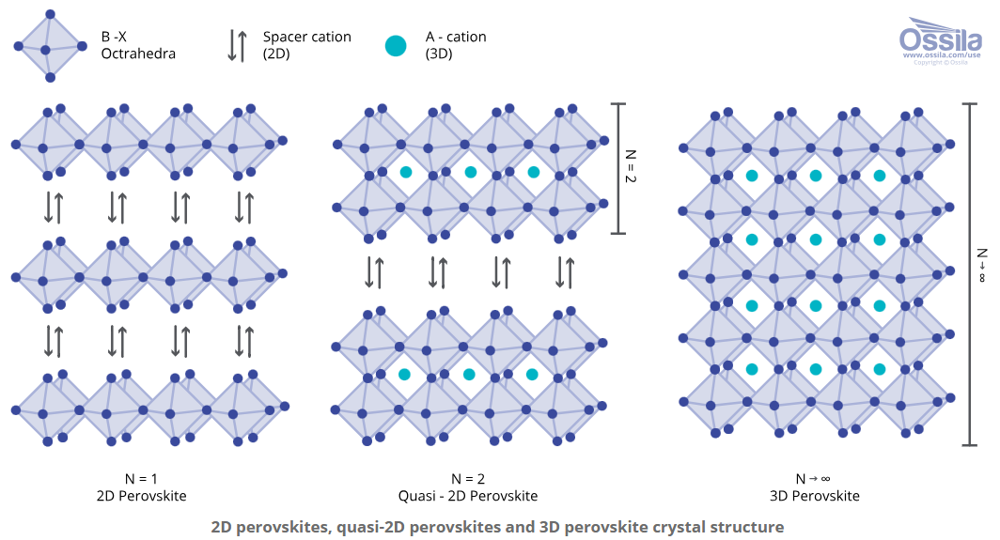 B -X
Octrahedra
Spacer cation
(2D)
A - cation
(3D)
Ossila
www.ossila.com/use
Copyright © Ossila
N = 2
N → ∞
N = 1
2D Perovskite
N = 2
Quasi - 2D Perovskite
N → ∞
3D Perovskite
2D perovskites, quasi-2D perovskites and 3D perovskite crystal structure